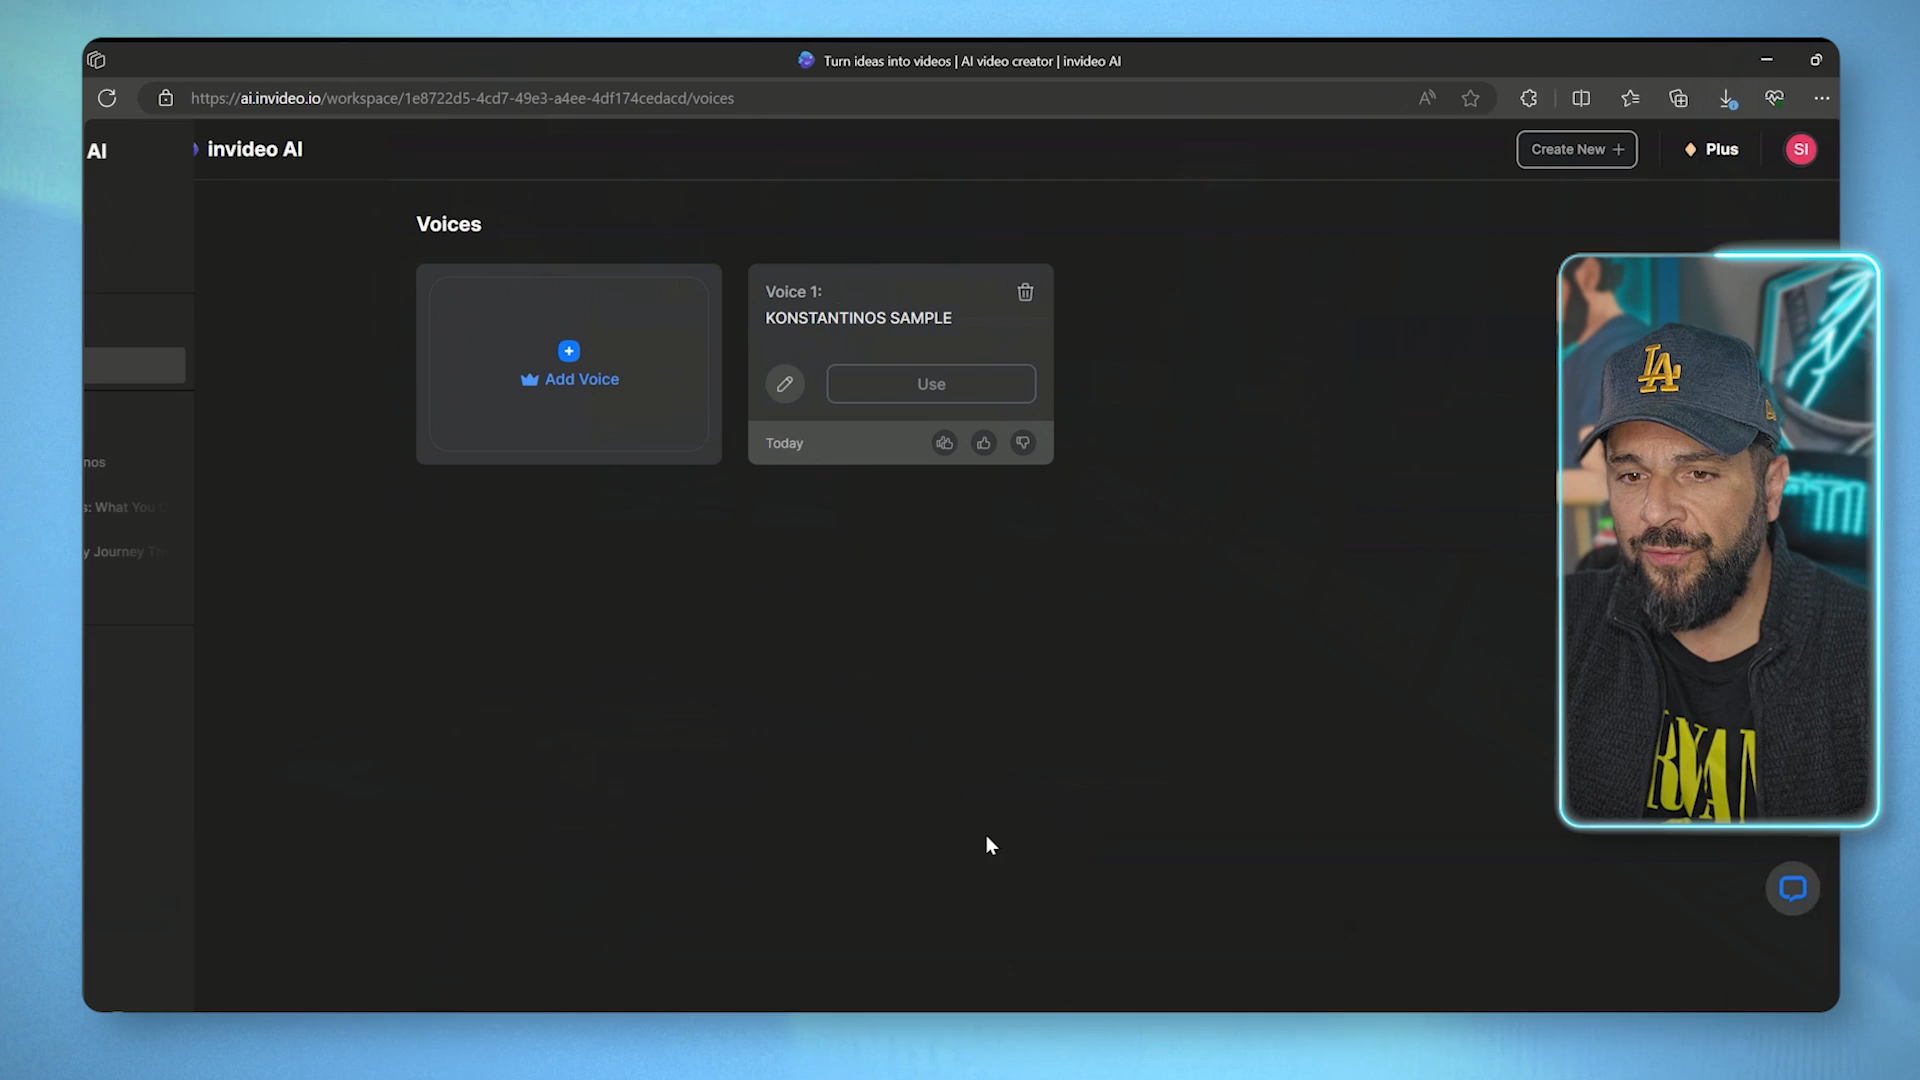 Turn ideas into videos | AI video creator | invideo AI
https://ai.invideo.io/workspace/1e8722d5-4cd7-49e3-a4ee-4df174cedacd/voices
AI
invideo AI
Create New +
Plus
SI
Voices
Add Voice
Voice 1:
KONSTANTINOS SAMPLE
Use
Today
nos
s: What You
y Journey
LA